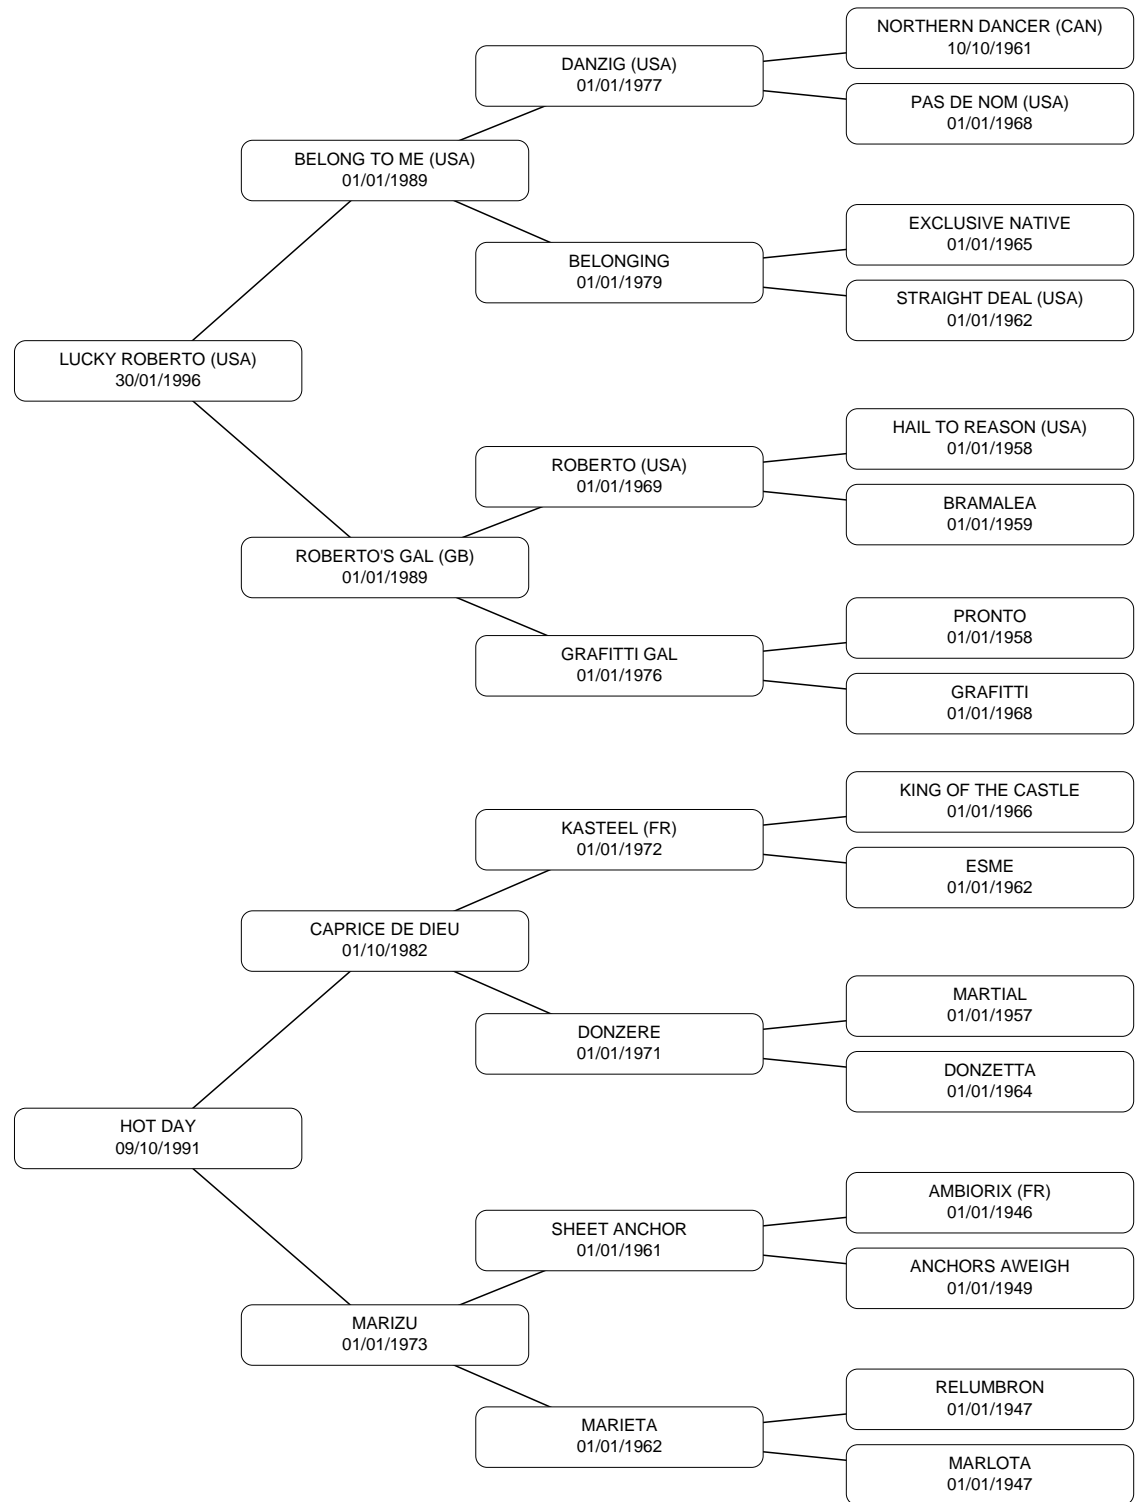 NORTHERN DANCER (CAN)
10/10/1961
DANZIG (USA)
01/01/1977
PAS DE NOM (USA)
01/01/1968
BELONG TO ME (USA)
01/01/1989
EXCLUSIVE NATIVE
01/01/1965
BELONGING
01/01/1979
STRAIGHT DEAL (USA)
01/01/1962
LUCKY ROBERTO (USA)
30/01/1996
HAIL TO REASON (USA)
01/01/1958
ROBERTO (USA)
01/01/1969
BRAMALEA
01/01/1959
ROBERTO'S GAL (GB)
01/01/1989
PRONTO
01/01/1958
GRAFITTI GAL
01/01/1976
GRAFITTI
01/01/1968
KING OF THE CASTLE
01/01/1966
KASTEEL (FR)
01/01/1972
ESME
01/01/1962
CAPRICE DE DIEU
01/10/1982
MARTIAL
01/01/1957
DONZERE
01/01/1971
DONZETTA
01/01/1964
HOT DAY
09/10/1991
AMBIORIX (FR)
01/01/1946
SHEET ANCHOR
01/01/1961
ANCHORS AWEIGH
01/01/1949
MARIZU
01/01/1973
RELUMBRON
01/01/1947
MARIETA
01/01/1962
MARLOTA
01/01/1947